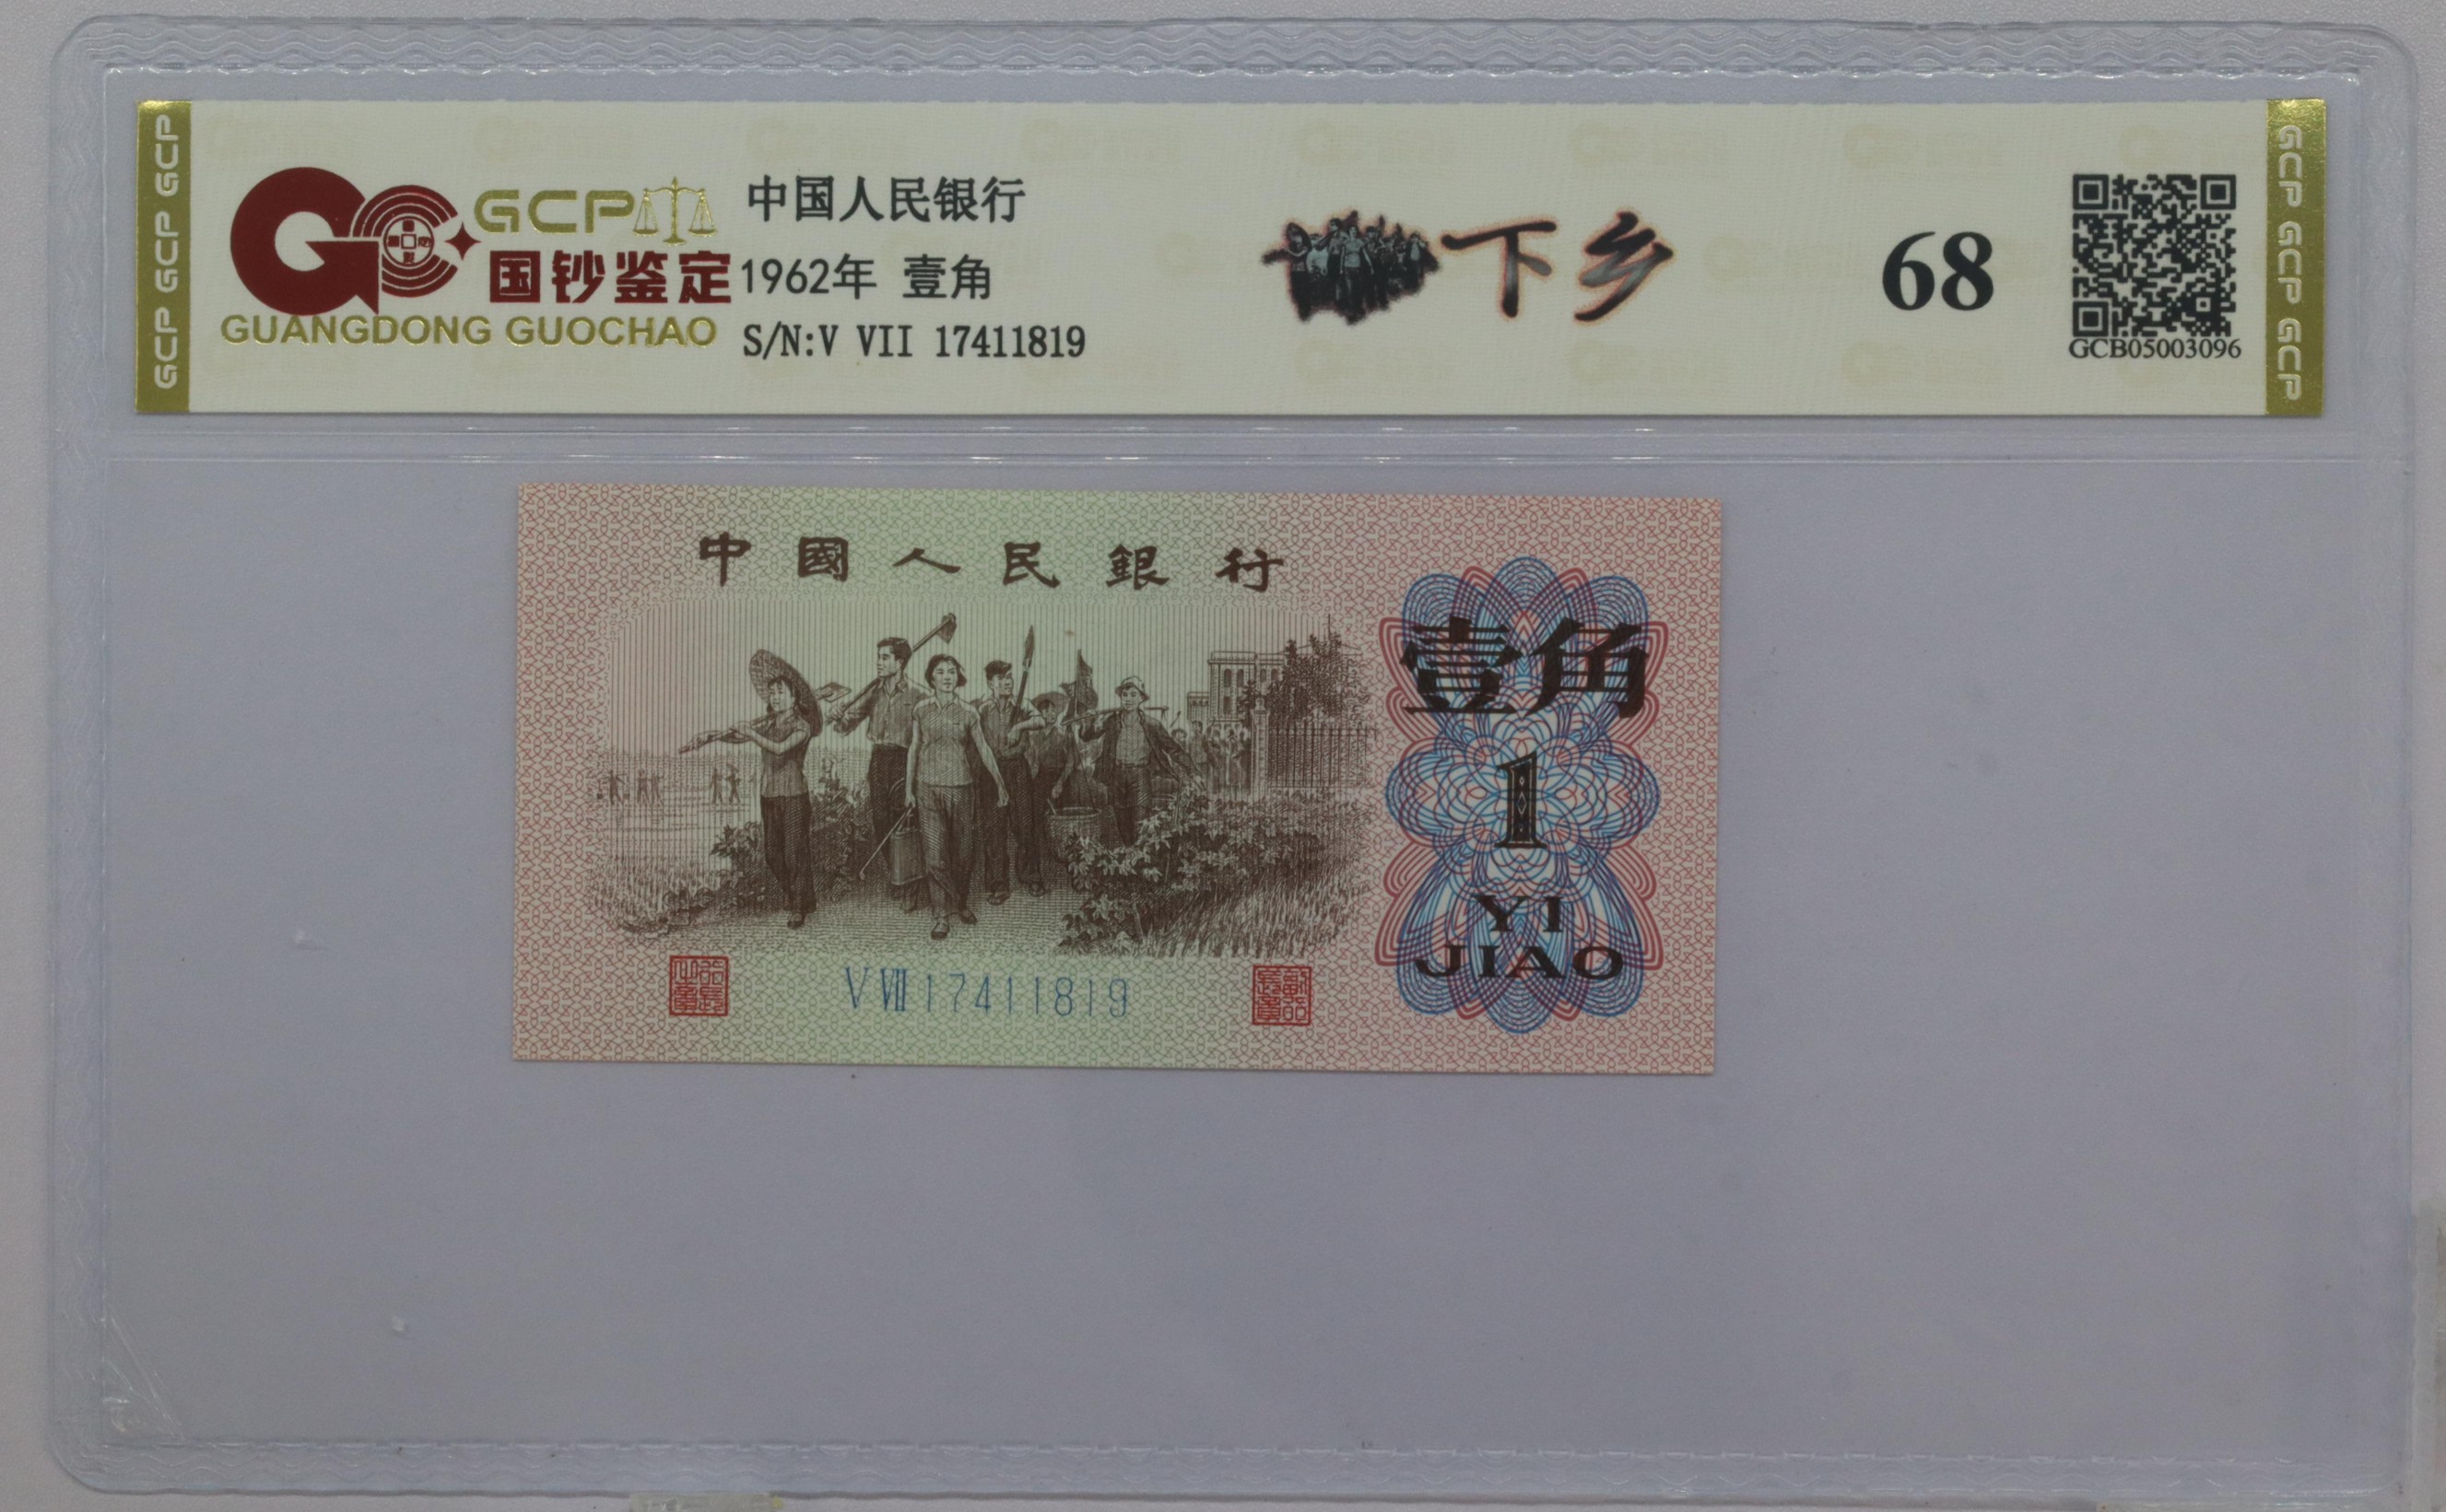 GCP GCP GCP
GCP
国钞鉴定
GUANGDONG GUOCHAO
中国人民银行
1962年 壹角
S/N:V VII 17411819
下乡
68
GCB05003096
GCP GCP GCP
中國人民銀行
壹角
1
YI
JIAO
V VII 17411819